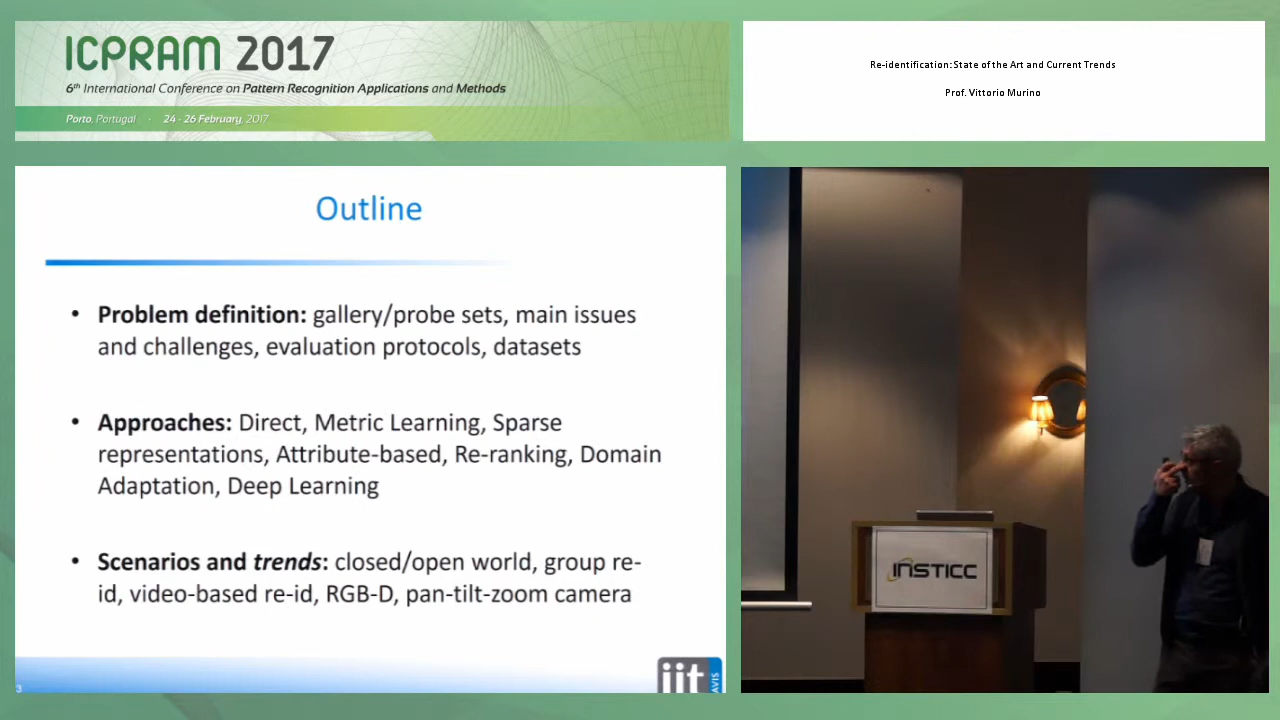 ICPRAM 2017
6th International Conference on Pattern Recognition Applications and Methods
Porto, Portugal · 24 - 26 February, 2017
Re-identification: State of the Art and Current Trends
Prof. Vittorio Murino
Outline
• Problem definition: gallery/probe sets, main issues
and challenges, evaluation protocols, datasets
• Approaches: Direct, Metric Learning, Sparse
representations, Attribute-based, Re-ranking, Domain
Adaptation, Deep Learning
• Scenarios and trends: closed/open world, group re-
id, video-based re-id, RGB-D, pan-tilt-zoom camera
3
iit
AVIS
INSTICC